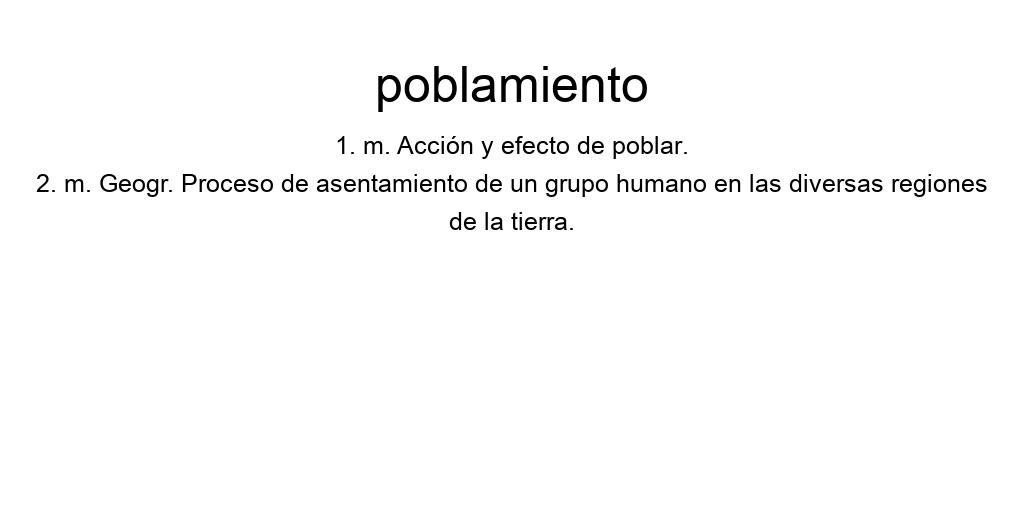 poblamiento
1. m. Acción y efecto de poblar.
2. m. Geogr. Proceso de asentamiento de un grupo humano en las diversas regiones
de la tierra.